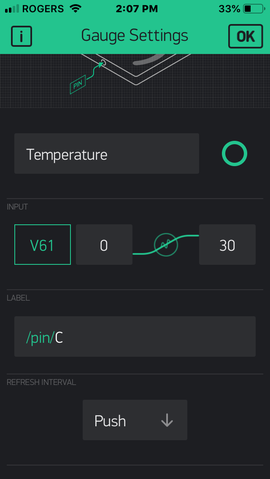 ROGERS 2:07 PM 33%
i Gauge Settings OK
PIN
Temperature
INPUT
V61 0 30
LABEL
/pin/C
REFRESH INTERVAL
Push